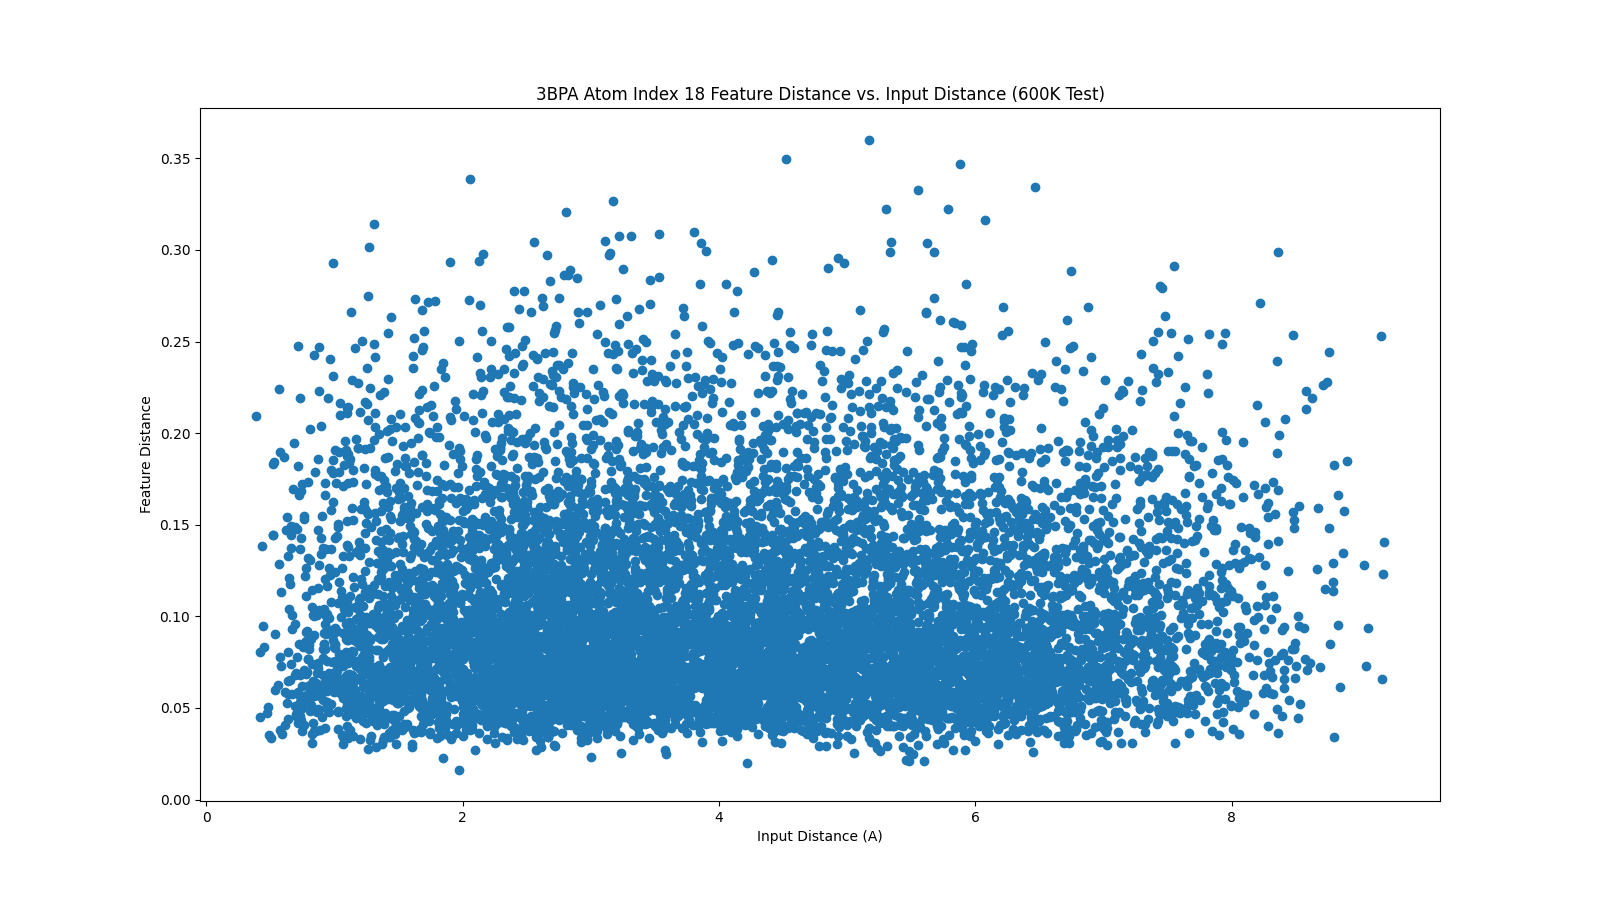 3BPA Atom Index 18 Feature Distance vs. Input Distance (600K Test)
0.35
0.30
0.25
0.20
0.15
0.10
0.05
0.00
Feature Distance
0 2 4 6 8
Input Distance (A)